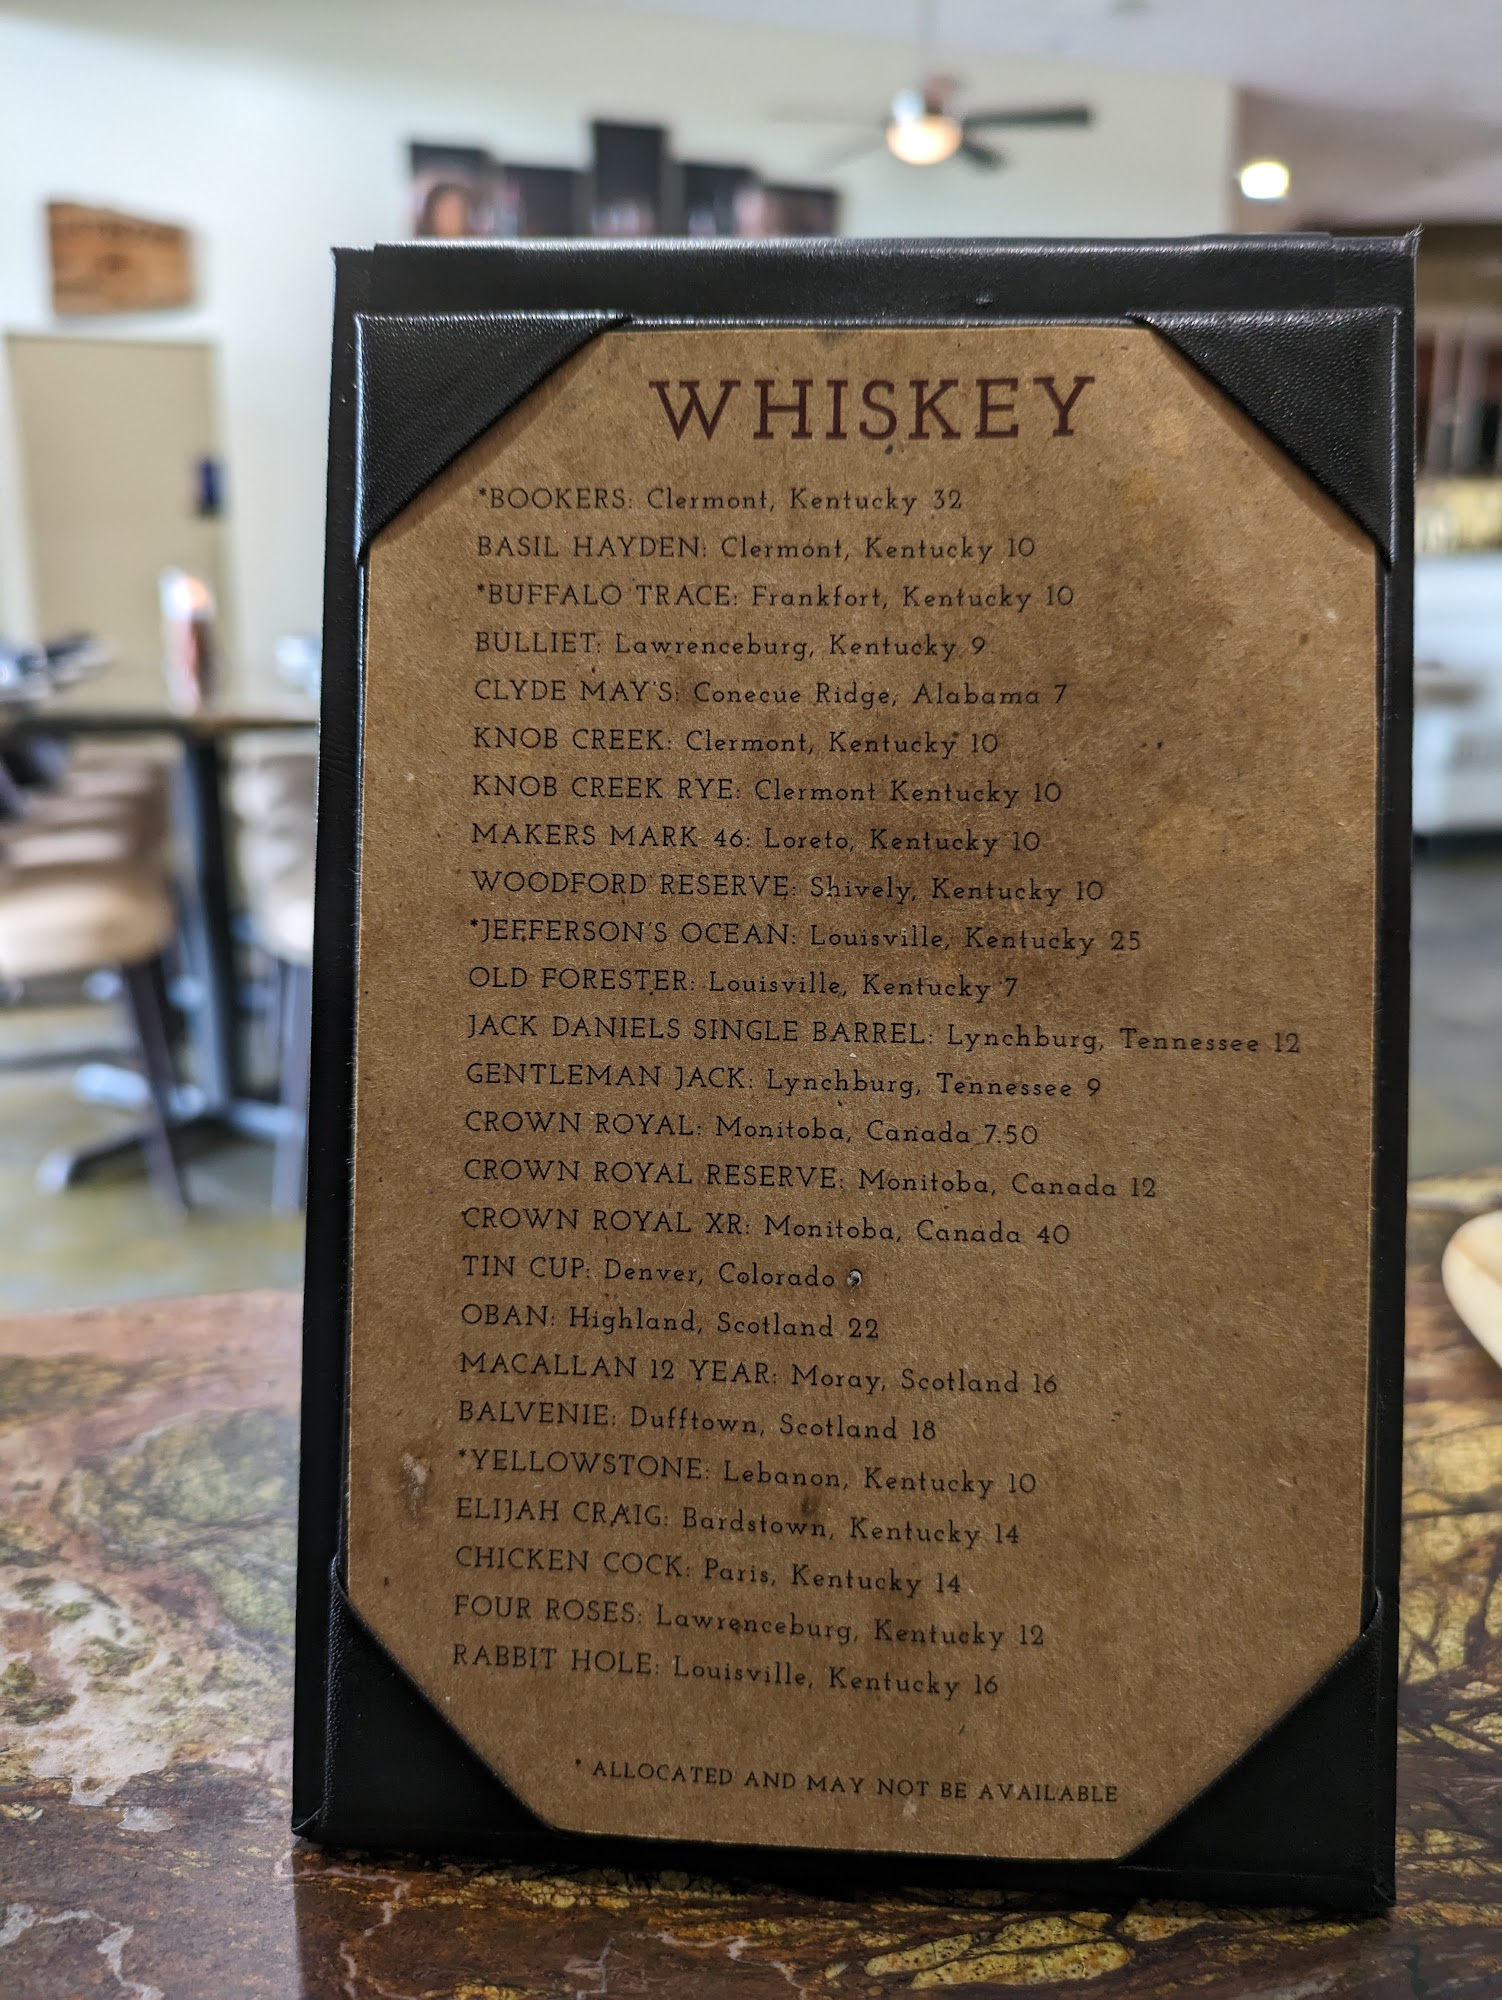 WHISKEY
*BOOKERS: Clermont, Kentucky 32
BASIL HAYDEN: Clermont, Kentucky 10
*BUFFALO TRACE: Frankfort, Kentucky 10
BULLIET: Lawrenceburg, Kentucky 9
CLYDE MAY'S: Conecue Ridge, Alabama 7
KNOB CREEK: Clermont, Kentucky 10
KNOB CREEK RYE: Clermont Kentucky 10
MAKERS MARK 46: Loreto, Kentucky 10
WOODFORD RESERVE: Shively, Kentucky 10
*JEFFERSON'S OCEAN: Louisville, Kentucky 25
OLD FORESTER: Louisville, Kentucky 7
JACK DANIELS SINGLE BARREL: Lynchburg, Tennessee 12
GENTLEMAN JACK: Lynchburg, Tennessee 9
CROWN ROYAL: Monitoba, Canada 7.50
CROWN ROYAL RESERVE: Monitoba, Canada 12
CROWN ROYAL XR: Monitoba, Canada 40
TIN CUP: Denver, Colorado
OBAN: Highland, Scotland 22
MACALLAN 12 YEAR: Moray, Scotland 16
BALVENIE: Dufftown, Scotland 18
*YELLOWSTONE: Lebanon, Kentucky 10
ELIJAH CRAIG: Bardstown, Kentucky 14
CHICKEN COCK: Paris, Kentucky 14
FOUR ROSES: Lawrenceburg, Kentucky 12
RABBIT HOLE: Louisville, Kentucky 16
* ALLOCATED AND MAY NOT BE AVAILABLE